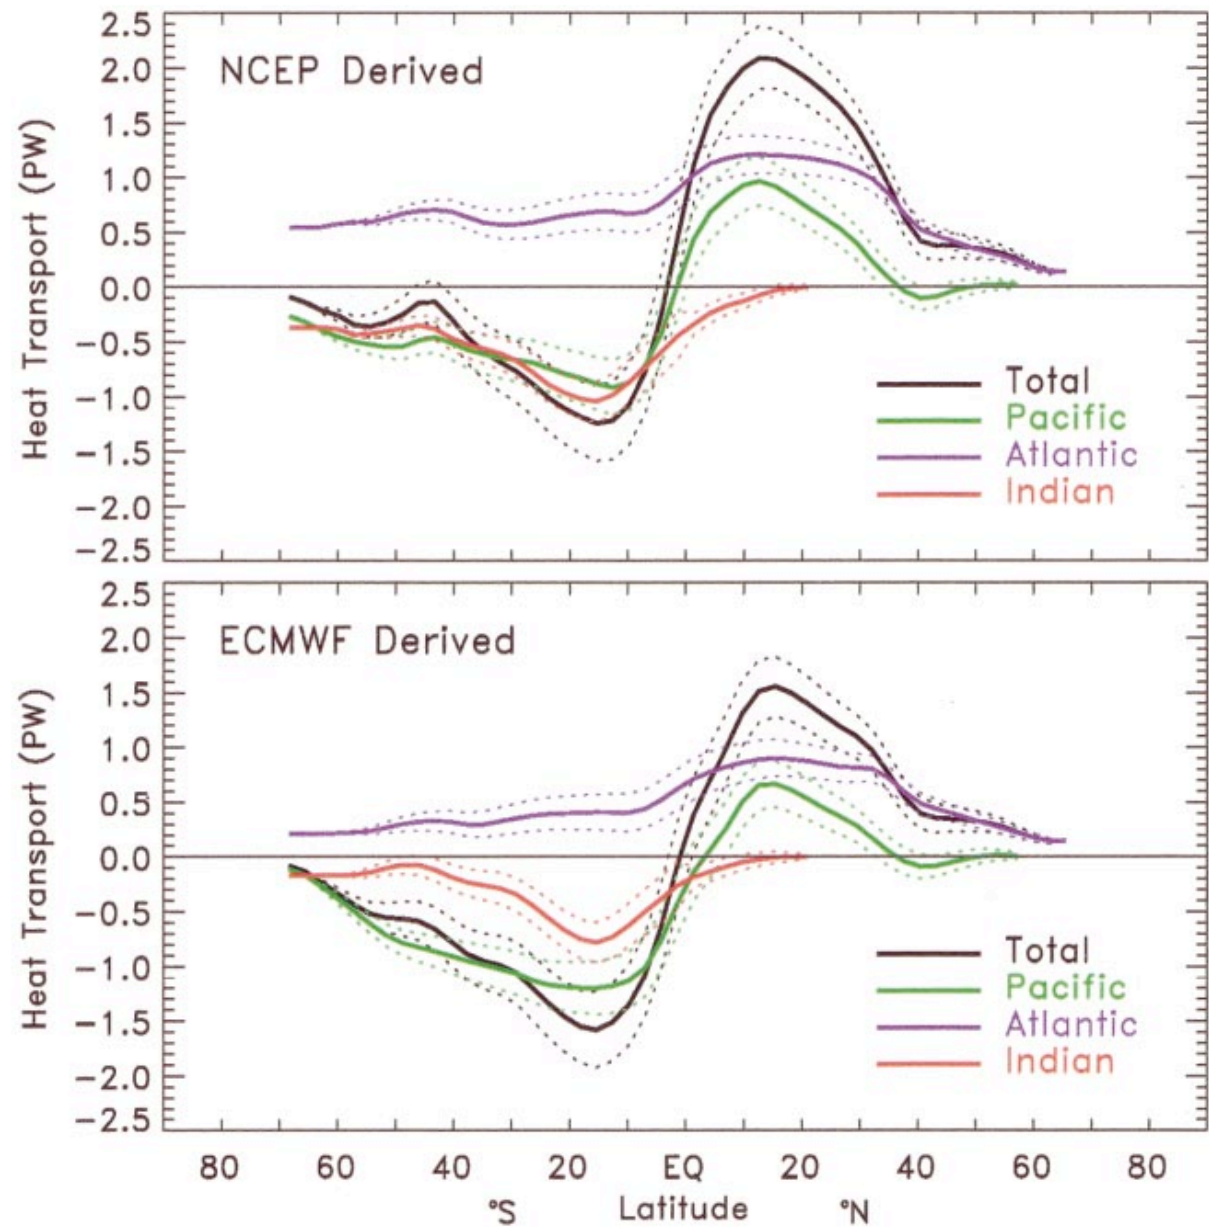 2.5
2.0
1.5
1.0
0.5
0.0
-0.5
-1.0
-1.5
-2.0
-2.5
Heat Transport (PW)
NCEP Derived
Total
Pacific
Atlantic
Indian
2.5
2.0
1.5
1.0
0.5
0.0
-0.5
-1.0
-1.5
-2.0
-2.5
Heat Transport (PW)
ECMWF Derived
Total
Pacific
Atlantic
Indian
80 60 40 20 EQ 20 40 60 80
°S Latitude °N